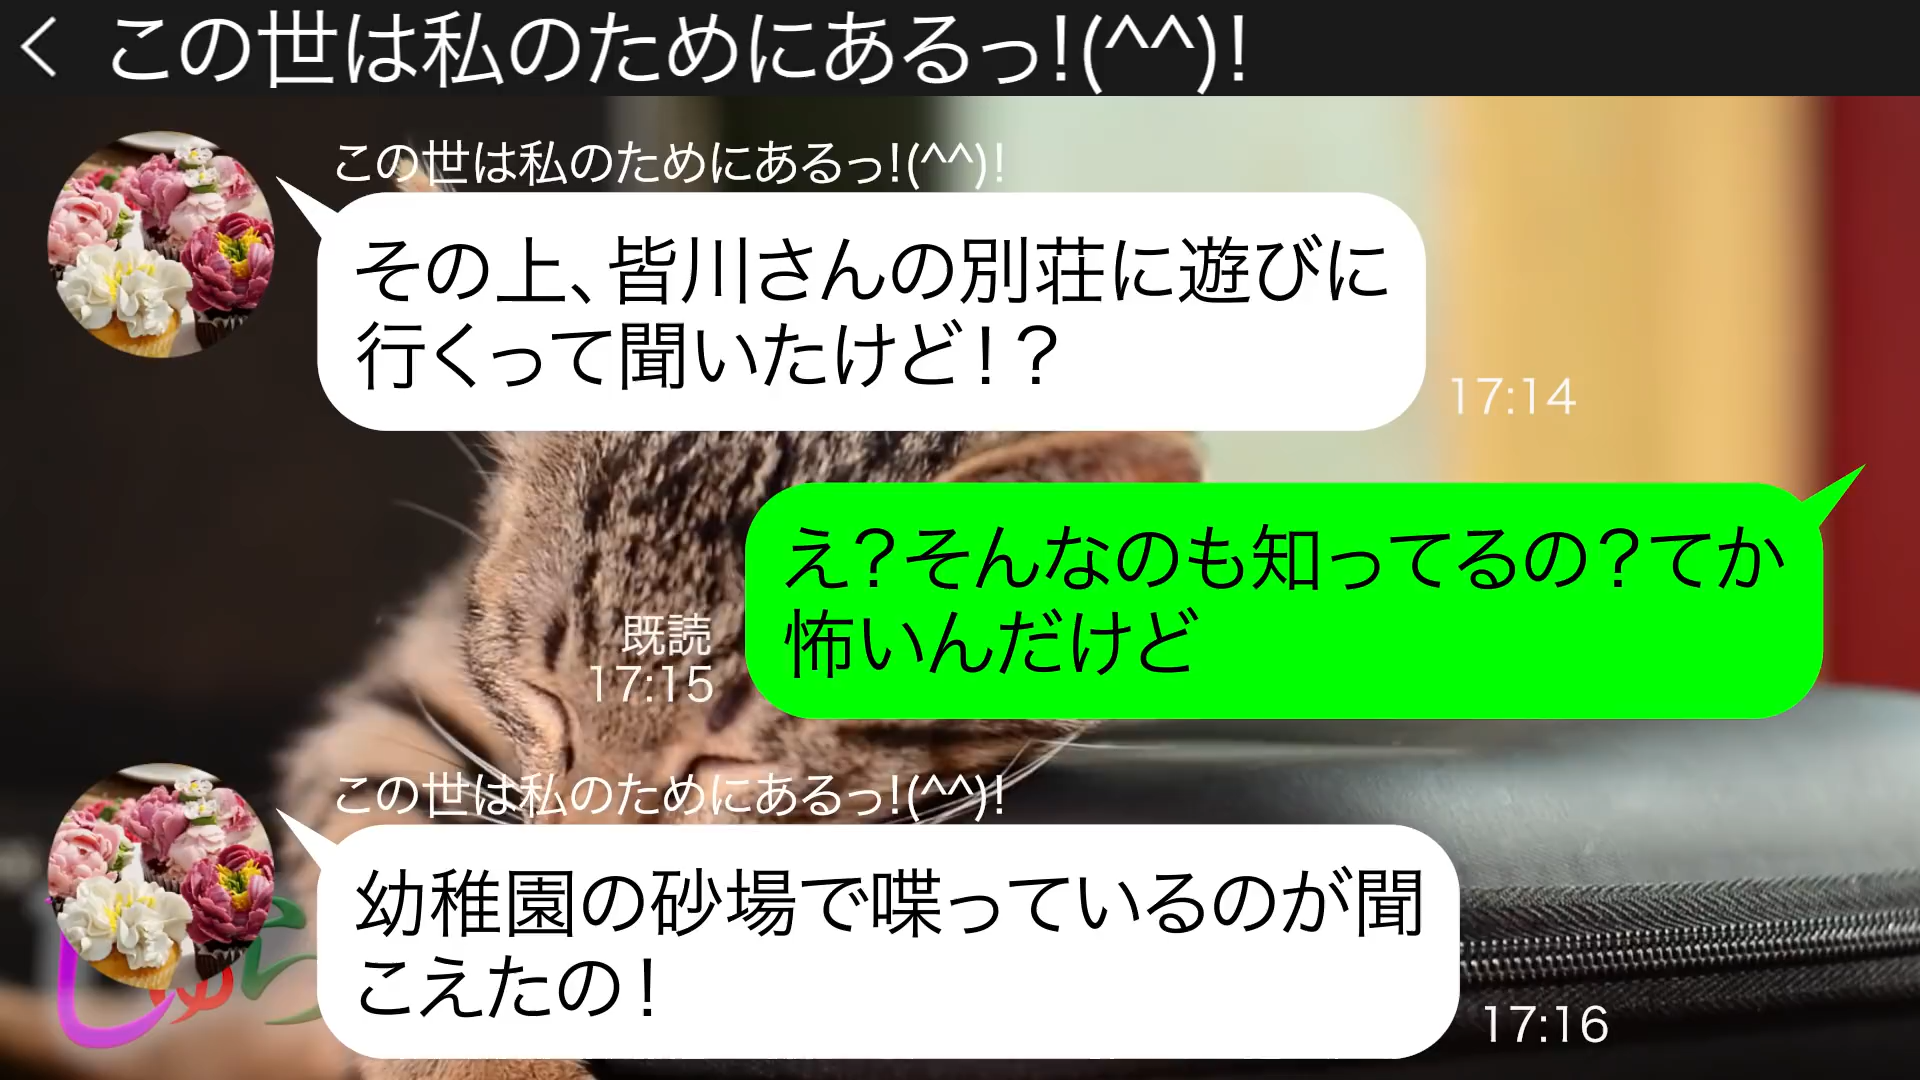 この世は私のためにあるっ!(^^)!
この世は私のためにあるっ!(^^)!
その上、皆川さんの別荘に遊びに
行くって聞いたけど！？
17:14
え？そんなのも知ってるの？てか
怖いんだけど
既読
17:15
この世は私のためにあるっ!(^^)!
幼稚園の砂場で喋っているのが聞
こえたの！
17:16